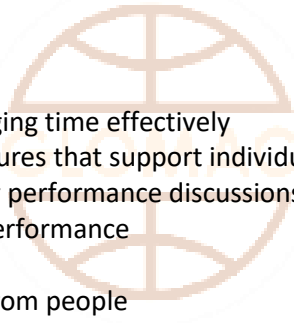 ging time effectively
ures that support individu
performance discussions
erformance
om people